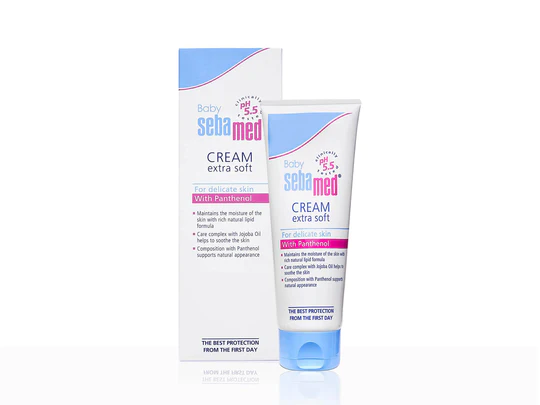 Baby
sebamed
clinically tested
pH
5.5
CREAM
extra soft
For delicate skin
With Panthenol
Maintains the moisture of the
skin with rich natural lipid
formula
Care complex with Jojoba Oil
helps to soothe the skin
Composition with Panthenol
supports natural appearance
THE BEST PROTECTION
FROM THE FIRST DAY
Baby
sebamed®
clinically tested
pH
5.5
CREAM
extra soft
For delicate skin
With Panthenol
Maintains the moisture of the skin with
rich natural lipid formula
Care complex with Jojoba Oil helps to
soothe the skin
Composition with Panthenol supports
natural appearance
THE BEST PROTECTION
FROM THE FIRST DAY